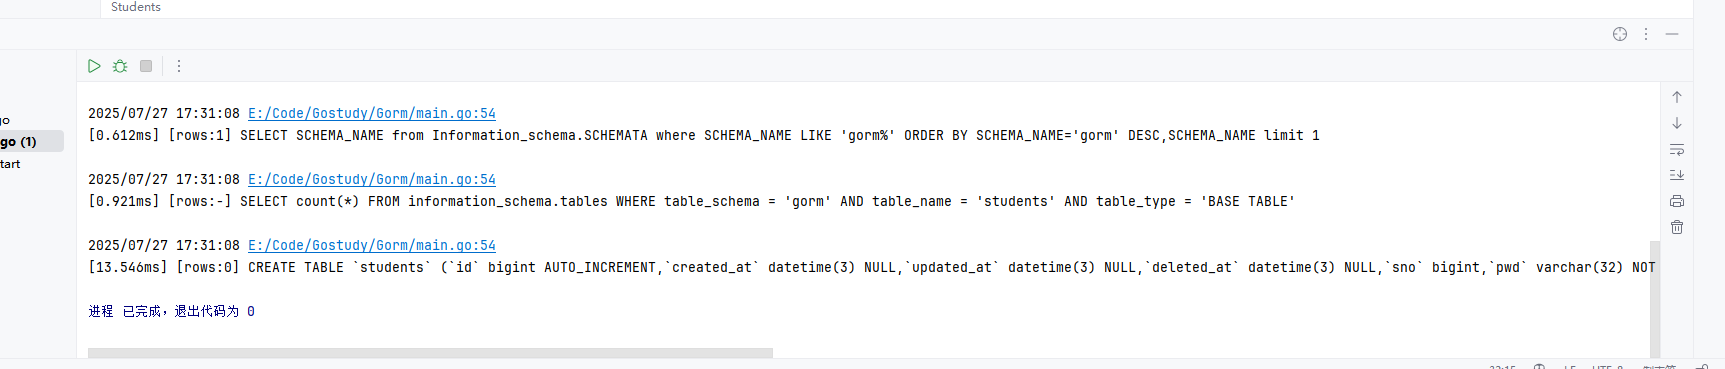 Students
go
go (1)
tart
2025/07/27 17:31:08 E:/Code/Gostudy/Gorm/main.go:54
[0.612ms] [rows:1] SELECT SCHEMA_NAME from Information_schema.SCHEMATA where SCHEMA_NAME LIKE 'gorm%' ORDER BY SCHEMA_NAME='gorm' DESC,SCHEMA_NAME limit 1
2025/07/27 17:31:08 E:/Code/Gostudy/Gorm/main.go:54
[0.921ms] [rows:-] SELECT count(*) FROM information_schema.tables WHERE table_schema = 'gorm' AND table_name = 'students' AND table_type = 'BASE TABLE'
2025/07/27 17:31:08 E:/Code/Gostudy/Gorm/main.go:54
[13.546ms] [rows:0] CREATE TABLE `students` (`id` bigint AUTO_INCREMENT,`created_at` datetime(3) NULL,`updated_at` datetime(3) NULL,`deleted_at` datetime(3) NULL,`sno` bigint,`pwd` varchar(32) NOT
进程 已完成，退出代码为 0